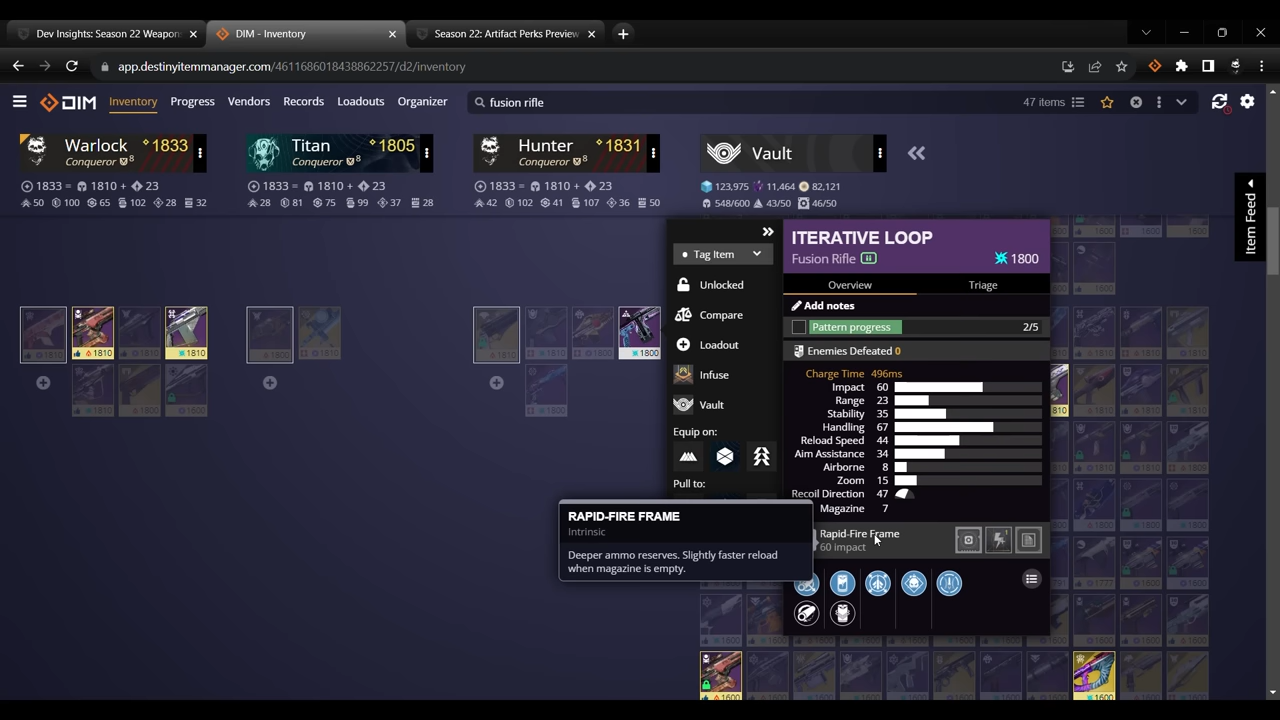 Dev Insights: Season 22 Weapon
DIM - Inventory
Season 22: Artifact Perks Preview
app.destinyitemmanager.com/4611686018438862257/d2/inventory
DIM
Inventory
Progress
Vendors
Records
Loadouts
Organizer
fusion rifle
47 items
Warlock 1833
Conqueror 8
Titan 1805
Conqueror 8
Hunter 1831
Conqueror 8
Vault
1833 = 1810 + 23
50 100 65 102 28 32
1833 = 1810 + 23
28 81 75 99 37 28
1833 = 1810 + 23
42 102 41 107 36 50
123,975 11,464 82,121
548/600 43/50 46/50
Item Feed
Tag Item
Unlocked
Compare
Loadout
Infuse
Vault
Equip on:
Pull to:
ITERATIVE LOOP
Fusion Rifle
1800
Overview
Triage
Add notes
Pattern progress 2/5
Enemies Defeated 0
Charge Time 496ms
Impact 60
Range 23
Stability 35
Handling 67
Reload Speed 44
Aim Assistance 34
Airborne 8
Zoom 15
Recoil Direction 47
Magazine 7
Rapid-Fire Frame
60 impact
RAPID-FIRE FRAME
Intrinsic
Deeper ammo reserves. Slightly faster reload
when magazine is empty.
1810
1810
1800